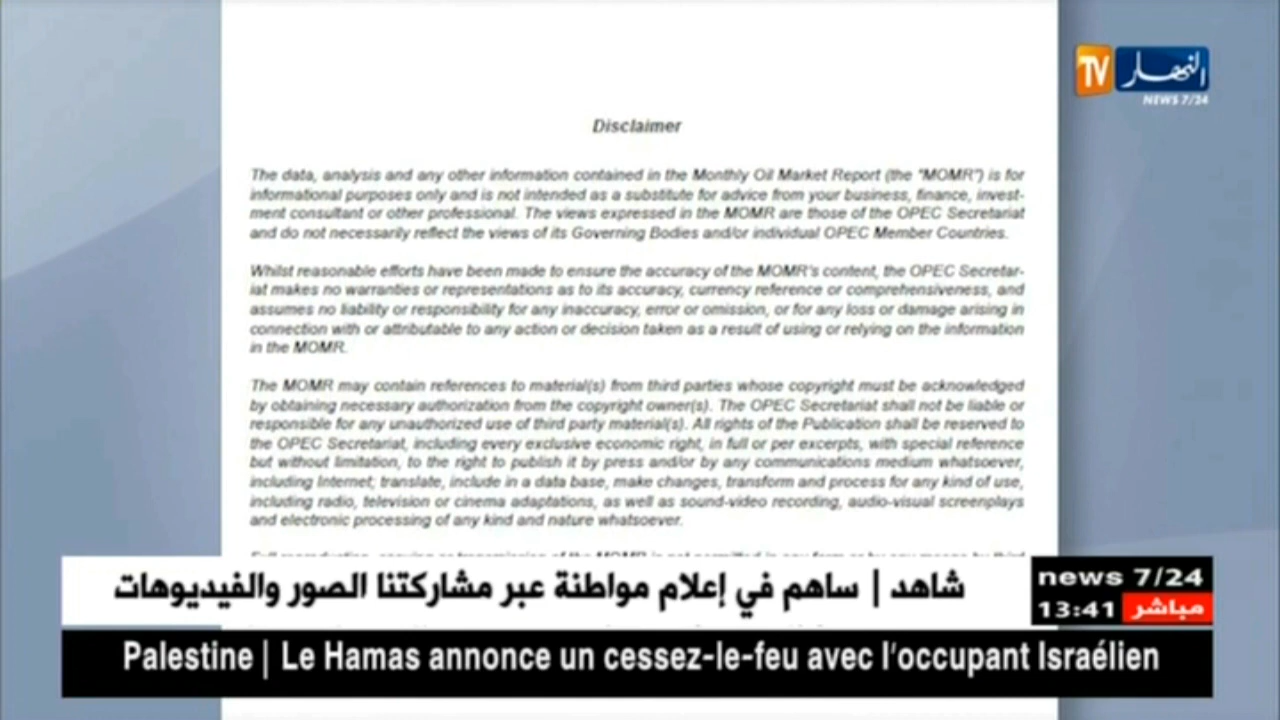 TV النهار
NEWS 7/24
Disclaimer
The data, analysis and any other information contained in the Monthly Oil Market Report (the "MOMR") is for
informational purposes only and is not intended as a substitute for advice from your business, finance, invest-
ment consultant or other professional. The views expressed in the MOMR are those of the OPEC Secretariat
and do not necessarily reflect the views of its Governing Bodies and/or individual OPEC Member Countries.
Whilst reasonable efforts have been made to ensure the accuracy of the MOMR's content, the OPEC Secretar-
iat makes no warranties or representations as to its accuracy, currency reference or comprehensiveness, and
assumes no liability or responsibility for any inaccuracy, error or omission, or for any loss or damage arising in
connection with or attributable to any action or decision taken as a result of using or relying on the information
in the MOMR.
The MOMR may contain references to material(s) from third parties whose copyright must be acknowledged
by obtaining necessary authorization from the copyright owner(s). The OPEC Secretariat shall not be liable or
responsible for any unauthorized use of third party material(s). All rights of the Publication shall be reserved to
the OPEC Secretariat, including every exclusive economic right, in full or per excerpts, with special reference
but without limitation, to the right to publish it by press and/or by any communications medium whatsoever,
including Internet; translate, include in a data base, make changes, transform and process for any kind of use,
including radio, television or cinema adaptations, as well as sound-video recording, audio-visual screenplays
and electronic processing of any kind and nature whatsoever.
شاهد | ساهم في إعلام مواطنة عبر مشاركتنا الصور والفيديوهات
news 7/24
13:41 مباشر
Palestine | Le Hamas annonce un cessez-le-feu avec l'occupant Israélien